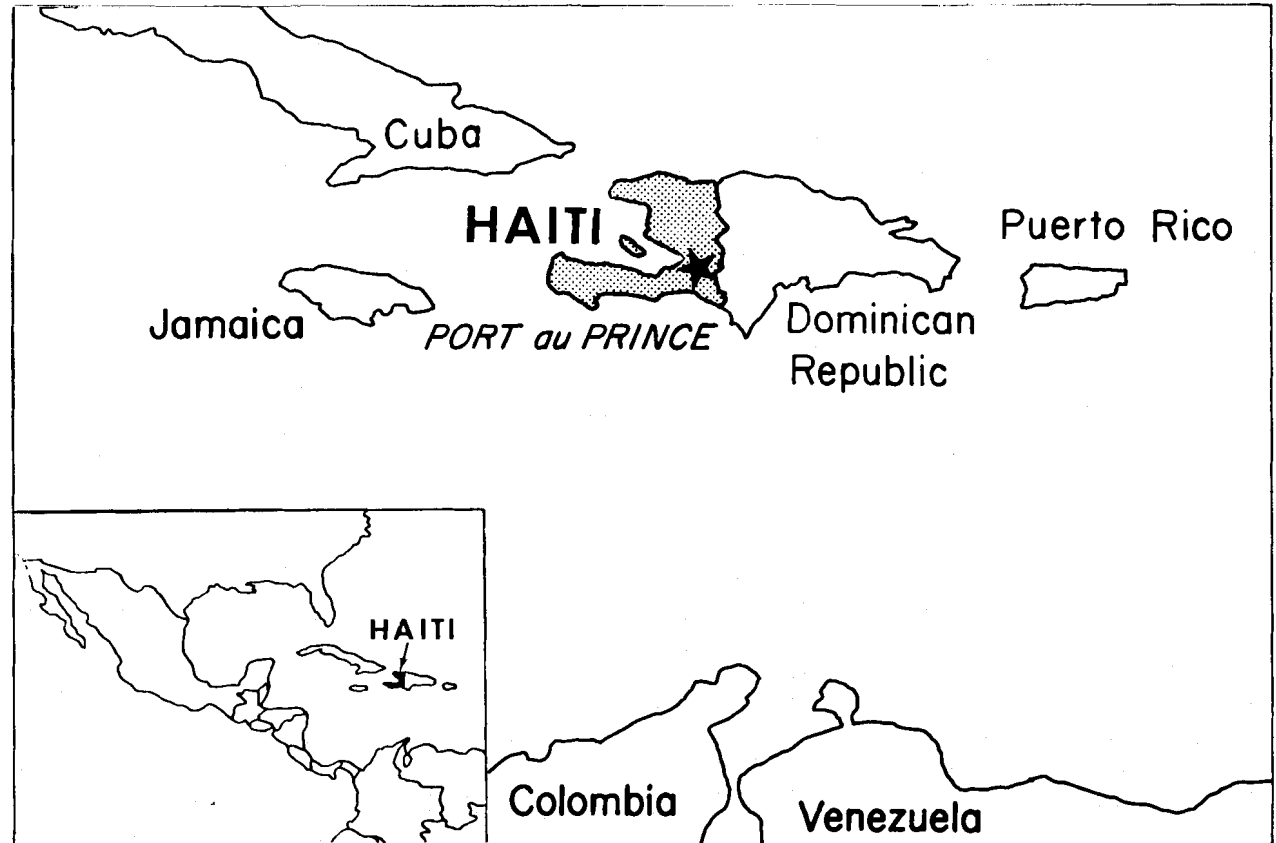 Cuba
HAITI
Puerto Rico
Jamaica
PORT au PRINCE
Dominican
Republic
HAITI
Colombia
Venezuela